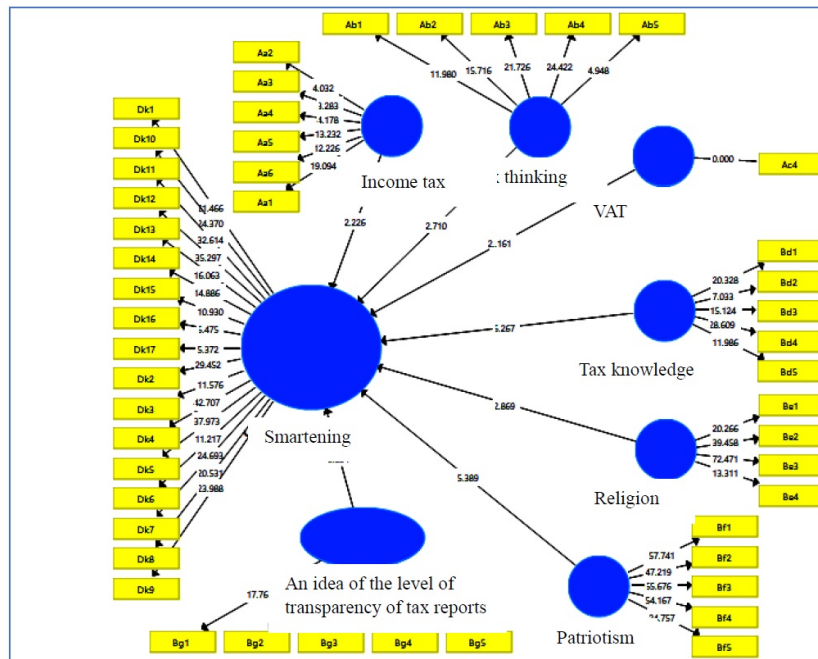 Ab1 Ab2 Ab3 Ab4 Ab5
11.980 15.716 21.726 24.422 4.948
Aa2
Aa3
Aa4
Aa5
Aa6
Aa1
4.032
4.178
13.232
12.226
19.094
Income tax
thinking
VAT
0.000
Ac4
2.226
2.710
2.161
Dk1
Dk10
Dk11
Dk12
Dk13
Dk14
Dk15
Dk16
Dk17
Dk2
Dk3
Dk4
Dk5
Dk6
Dk7
Dk8
Dk9
32.614
35.297
16.063
14.886
10.930
5.372
29.452
11.576
42.707
37.973
11.217
24.693
20.531
23.988
Smartening
Bd1
Bd2
Bd3
Bd4
Bd5
20.328
7.033
15.124
28.609
11.986
Tax knowledge
2.869
Be1
Be2
Be3
Be4
20.266
39.458
72.471
13.311
Religion
5.389
Bf1
Bf2
Bf3
Bf4
Bf5
57.741
47.219
55.676
54.167
Patriotism
An idea of the level of
transparency of tax reports
17.76
Bg1 Bg2 Bg3 Bg4 Bg5